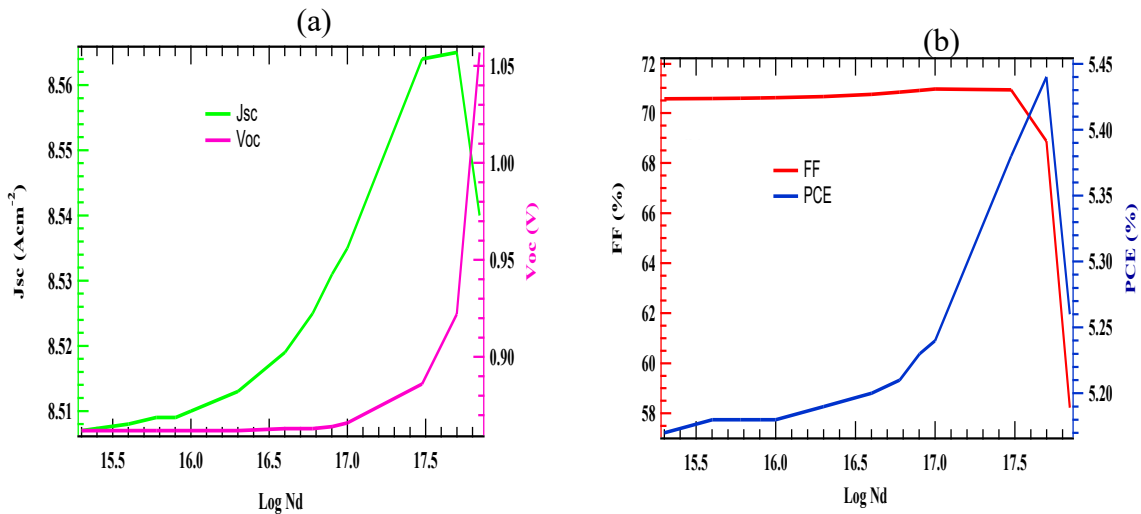 (a)
8.56
8.55
8.54
8.53
8.52
8.51
Jsc (Acm⁻²)
Jsc
Voc
1.05
1.00
0.95
0.90
Voc (V)
15.5 16.0 16.5 17.0 17.5
Log Nd
(b)
72
70
68
66
64
62
60
58
FF (%)
FF
PCE
5.45
5.40
5.35
5.30
5.25
5.20
PCE (%)
15.5 16.0 16.5 17.0 17.5
Log Nd